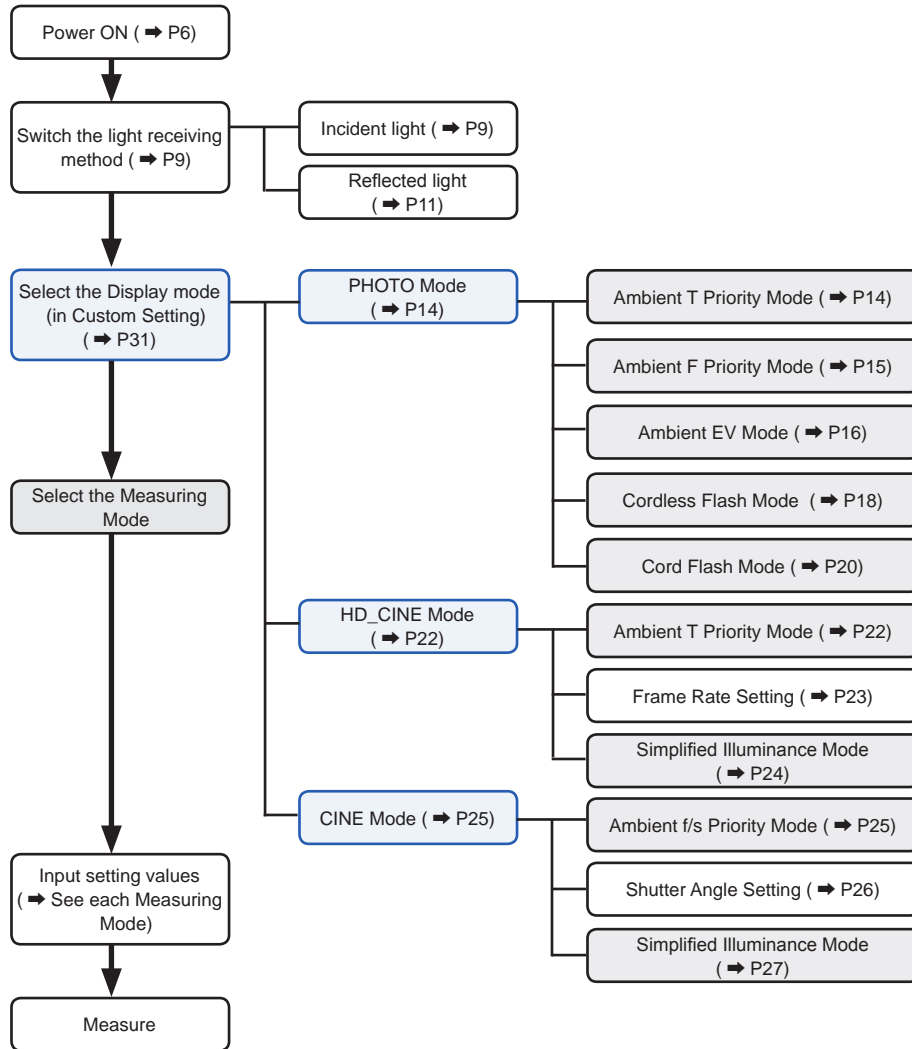 Power ON ( ➡ P6)
Switch the light receiving
method ( ➡ P9)
Incident light ( ➡ P9)
Reflected light
( ➡ P11)
Select the Display mode
(in Custom Setting)
( ➡ P31)
PHOTO Mode
( ➡ P14)
Ambient T Priority Mode ( ➡ P14)
Ambient F Priority Mode ( ➡ P15)
Ambient EV Mode ( ➡ P16)
Cordless Flash Mode ( ➡ P18)
Cord Flash Mode ( ➡ P20)
Select the Measuring
Mode
HD_CINE Mode
( ➡ P22)
Ambient T Priority Mode ( ➡ P22)
Frame Rate Setting ( ➡ P23)
Simplified Illuminance Mode
( ➡ P24)
CINE Mode ( ➡ P25)
Ambient f/s Priority Mode ( ➡ P25)
Shutter Angle Setting ( ➡ P26)
Simplified Illuminance Mode
( ➡ P27)
Input setting values
( ➡ See each Measuring
Mode)
Measure